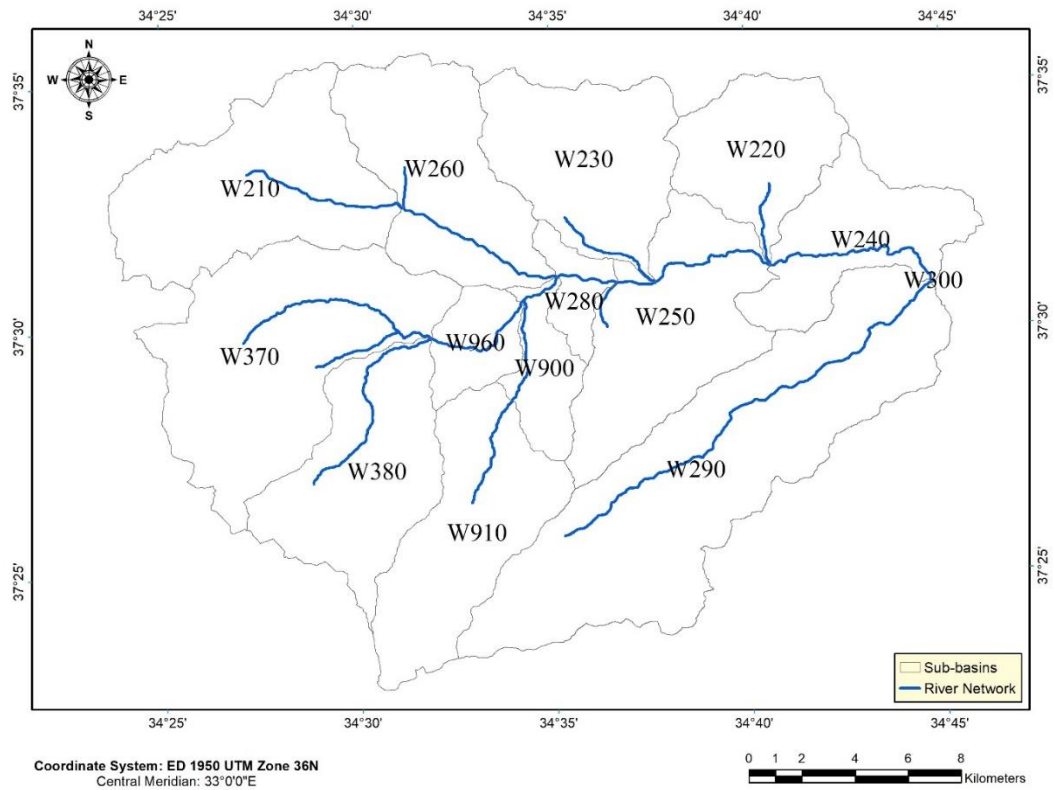 34°25' 34°30' 34°35' 34°40' 34°45'
N
W E
S
37°35' 37°35'
W230
W220
W260
W210
W240
W300
W280
W250
37°30' 37°30'
W960
W370
W900
W290
W380
W910
37°25' 37°25'
Sub-basins
River Network
34°25' 34°30' 34°35' 34°40' 34°45'
Coordinate System: ED 1950 UTM Zone 36N
Central Meridian: 33°0'0"E
0 1 2 4 6 8
Kilometers